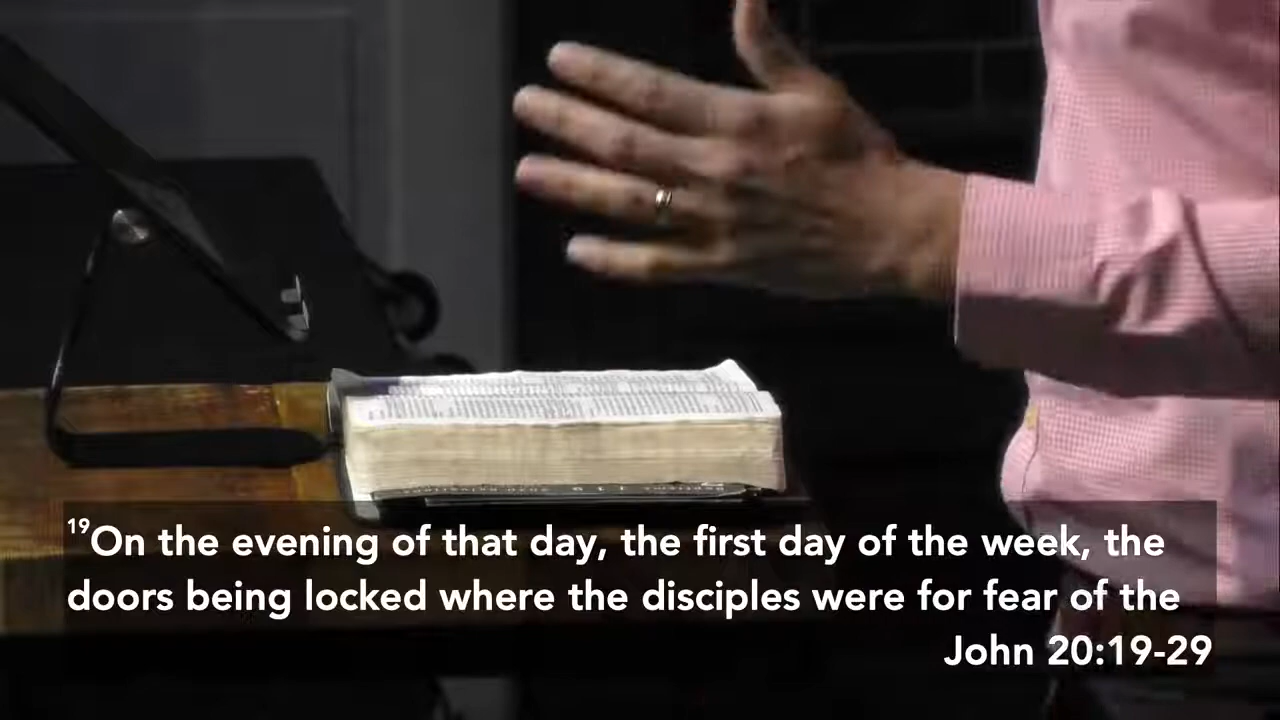 ¹⁹On the evening of that day, the first day of the week, the
doors being locked where the disciples were for fear of the
John 20:19-29